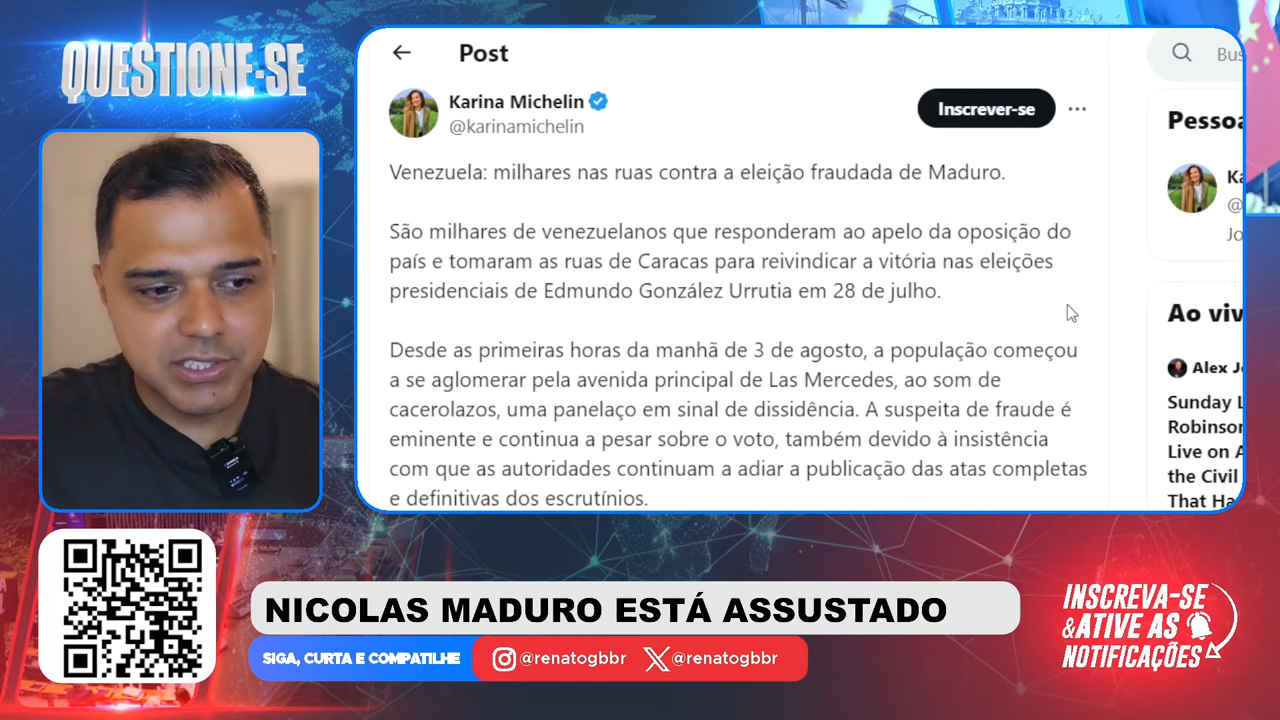 QUESTIONE-SE
Post
Karina Michelin
@karinamichelin
Inscrever-se
Venezuela: milhares nas ruas contra a eleição fraudada de Maduro.
São milhares de venezuelanos que responderam ao apelo da oposição do
país e tomaram as ruas de Caracas para reivindicar a vitória nas eleições
presidenciais de Edmundo González Urrutia em 28 de julho.
Desde as primeiras horas da manhã de 3 de agosto, a população começou
a se aglomerar pela avenida principal de Las Mercedes, ao som de
cacerolazos, uma panelaço em sinal de dissidência. A suspeita de fraude é
eminente e continua a pesar sobre o voto, também devido à insistência
com que as autoridades continuam a adiar a publicação das atas completas
e definitivas dos escrutínios.
Bus
Pessoa
Ka
@
Jo
Ao viv
Alex J
Sunday L
Robinsor
Live on A
the Civil
That Ha
NICOLAS MADURO ESTÁ ASSUSTADO
SIGA, CURTA E COMPATILHE
@renatogbbr
@renatogbbr
INSCREVA-SE
&ATIVE AS
NOTIFICAÇÕES